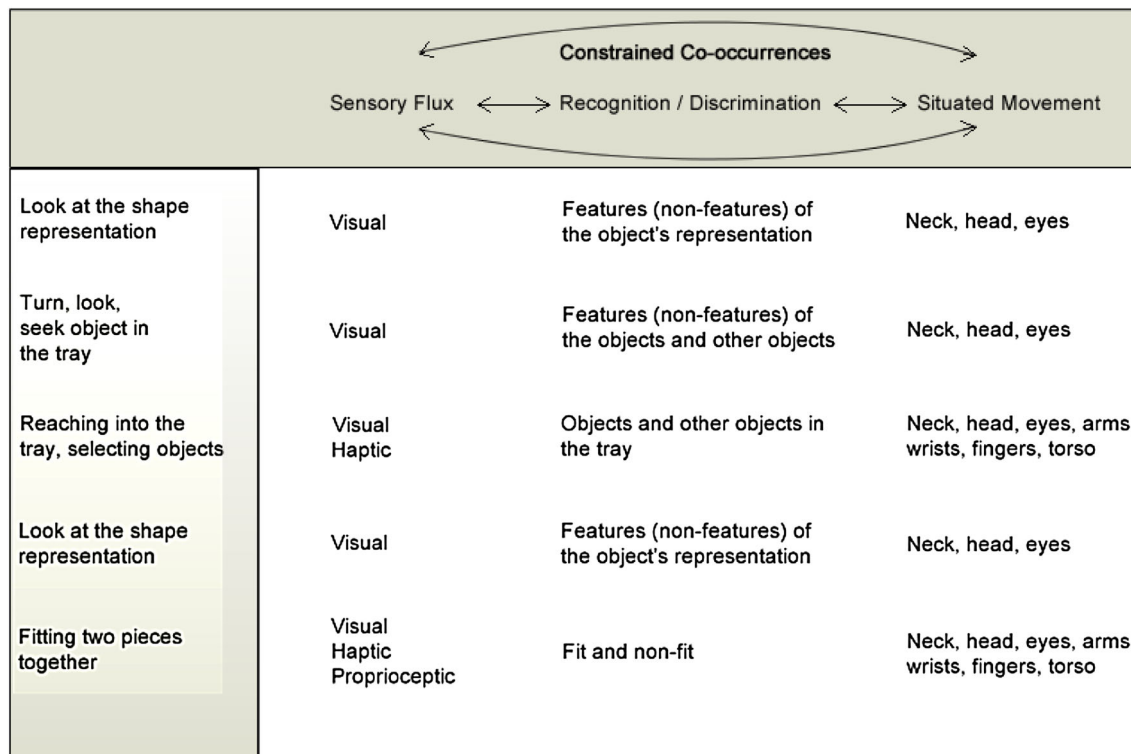 Constrained Co-occurrences
Sensory Flux Recognition / Discrimination Situated Movement
Look at the shape
representation
Visual
Features (non-features) of
the object's representation
Neck, head, eyes
Turn, look,
seek object in
the tray
Visual
Features (non-features) of
the objects and other objects
Neck, head, eyes
Reaching into the
tray, selecting objects
Visual
Haptic
Objects and other objects in
the tray
Neck, head, eyes, arms
wrists, fingers, torso
Look at the shape
representation
Visual
Features (non-features) of
the object's representation
Neck, head, eyes
Fitting two pieces
together
Visual
Haptic
Proprioceptic
Fit and non-fit
Neck, head, eyes, arms
wrists, fingers, torso